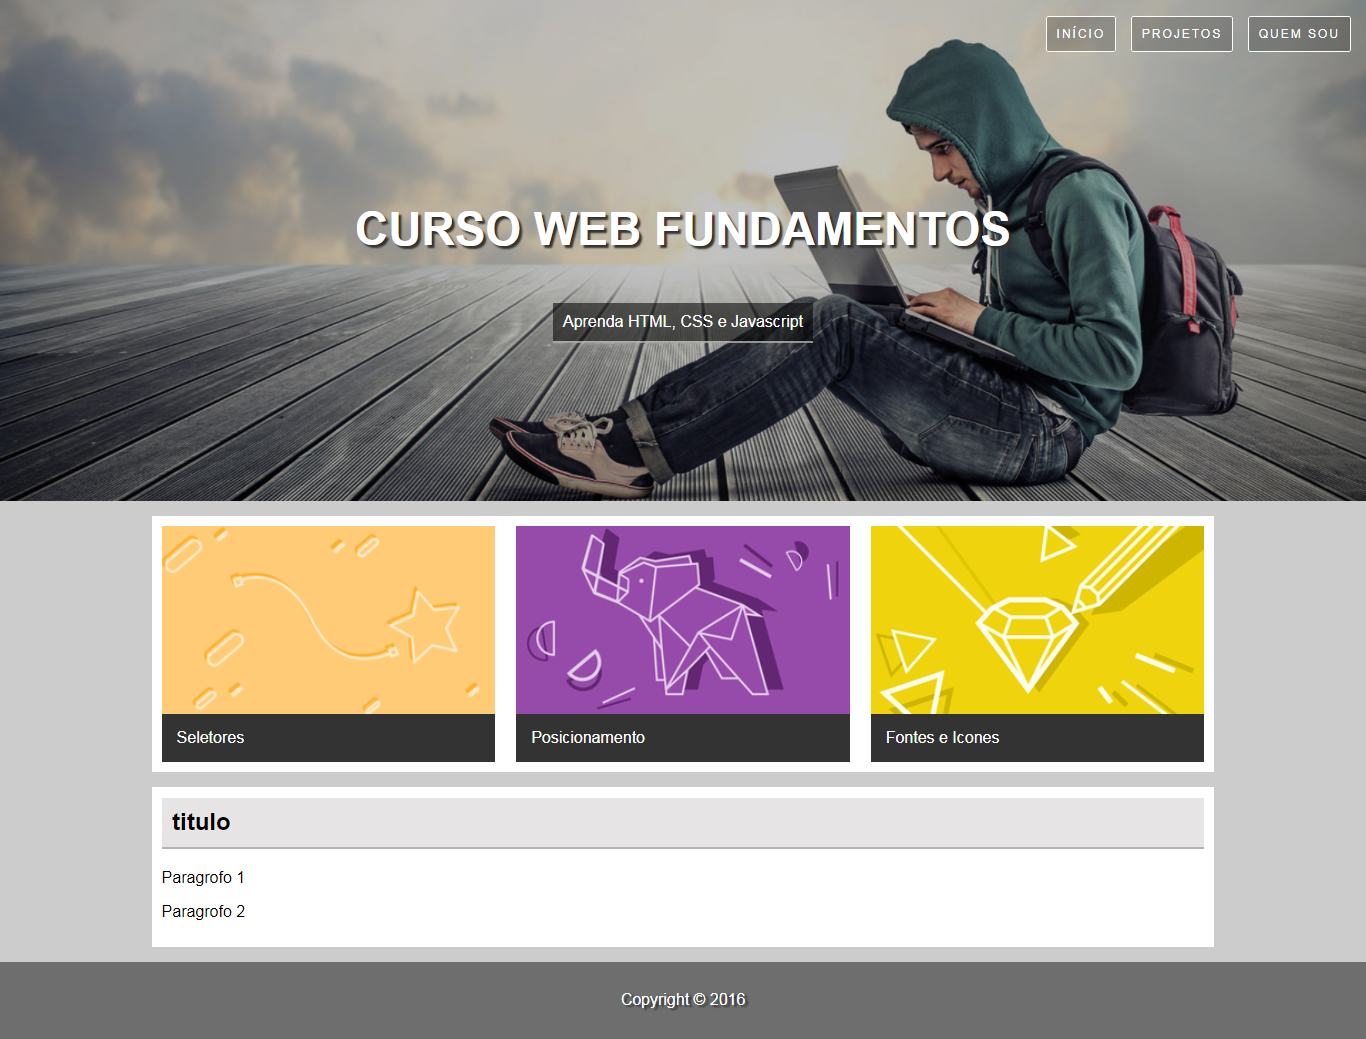 INÍCIO PROJETOS QUEM SOU
CURSO WEB FUNDAMENTOS
Aprenda HTML, CSS e Javascript
Seletores
Posicionamento
Fontes e Icones
titulo
Paragrofo 1
Paragrofo 2
Copyright © 2016